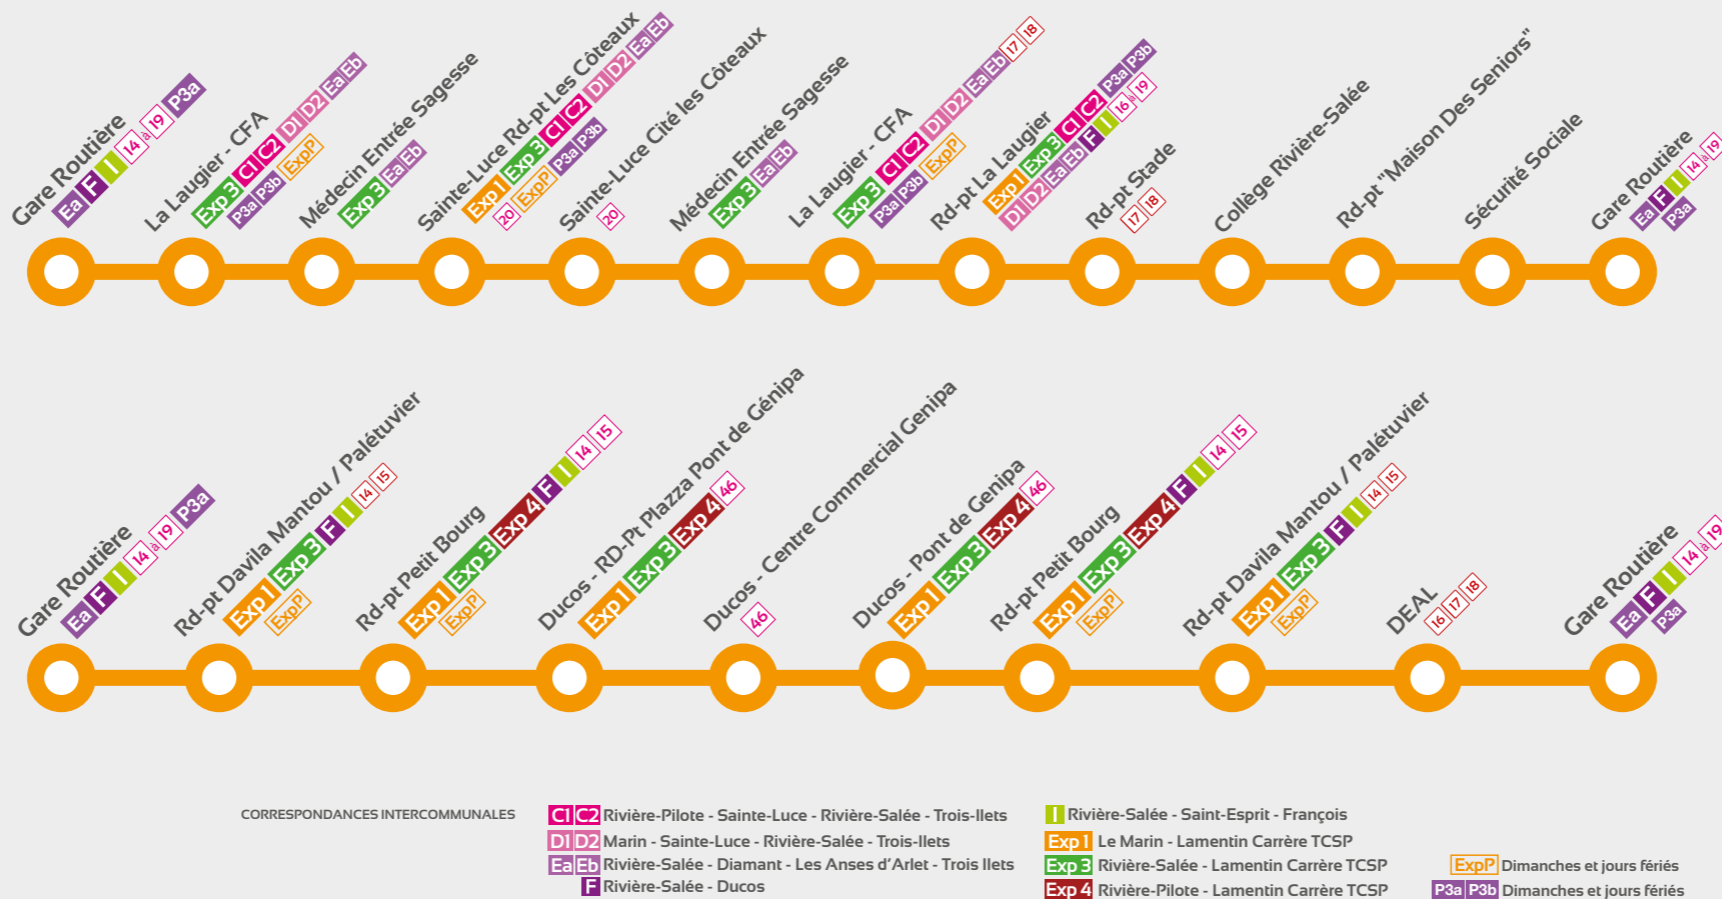 Gare Routière
Ea F I 14 à 19 P3a
La Laugier - CFA
Exp 3 C1 C2 D1 D2 Ea Eb
P3a P3b ExpP
Médecin Entrée Sagesse
Exp 3 Ea Eb
Sainte-Luce Rd-pt Les Côteaux
Exp 1 Exp 3 C1 C2 D1 D2 Ea Eb
20 ExpP P3a P3b
Sainte-Luce Cité les Côteaux
20
Médecin Entrée Sagesse
Exp 3 Ea Eb
La Laugier - CFA
Exp 3 C1 C2 D1 D2 Ea Eb 17 18
P3a P3b ExpP
Rd-pt La Laugier
Exp 1 Exp 3 C1 C2 P3a P3b
D1 D2 Ea Eb F I 16 à 19
Rd-pt Stade
17 18
Collège Rivière-Salée
Rd-pt "Maison Des Seniors"
Sécurité Sociale
Gare Routière
Ea F I 14 à 19
P3a
Gare Routière
Ea F I 14 à 19 P3a
Rd-pt Davila Mantou / Palétuvier
Exp 1 Exp 3 F I 14 15
ExpP
Rd-pt Petit Bourg
Exp 1 Exp 3 Exp 4 F I 14 15
ExpP
Ducos - RD-Pt Plazza Pont de Génipa
Exp 1 Exp 3 Exp 4 46
Ducos - Centre Commercial Genipa
46
Ducos - Pont de Genipa
Exp 1 Exp 3 Exp 4 46
Rd-pt Petit Bourg
Exp 1 Exp 3 Exp 4 F I 14 15
ExpP
Rd-pt Davila Mantou / Palétuvier
Exp 1 Exp 3 F I 14 15
ExpP
DEAL
16 17 18
Gare Routière
Ea F I 14 à 19
P3a
CORRESPONDANCES INTERCOMMUNALES
C1 C2 Rivière-Pilote - Sainte-Luce - Rivière-Salée - Trois-Ilets
D1 D2 Marin - Sainte-Luce - Rivière-Salée - Trois-Ilets
Ea Eb Rivière-Salée - Diamant - Les Anses d'Arlet - Trois Ilets
F Rivière-Salée - Ducos
I Rivière-Salée - Saint-Esprit - François
Exp 1 Le Marin - Lamentin Carrère TCSP
Exp 3 Rivière-Salée - Lamentin Carrère TCSP
Exp 4 Rivière-Pilote - Lamentin Carrère TCSP
ExpP Dimanches et jours fériés
P3a P3b Dimanches et jours fériés